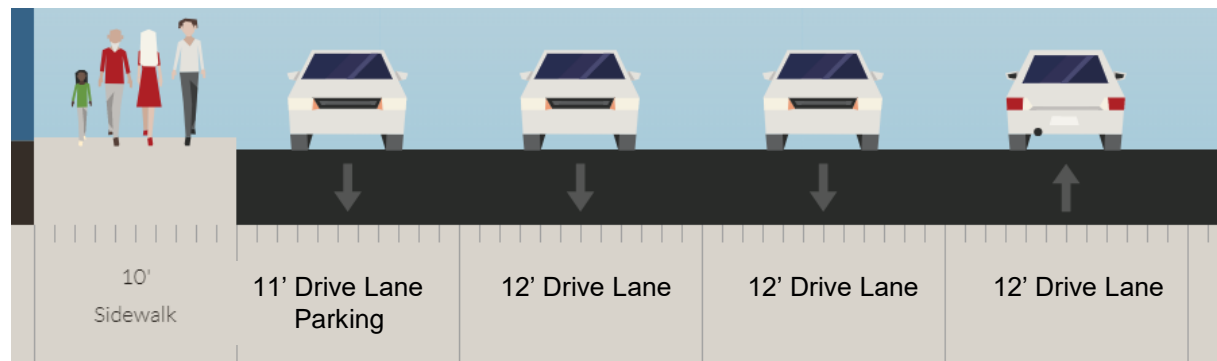 10'
Sidewalk
11’ Drive Lane
Parking
12’ Drive Lane
12’ Drive Lane
12’ Drive Lane